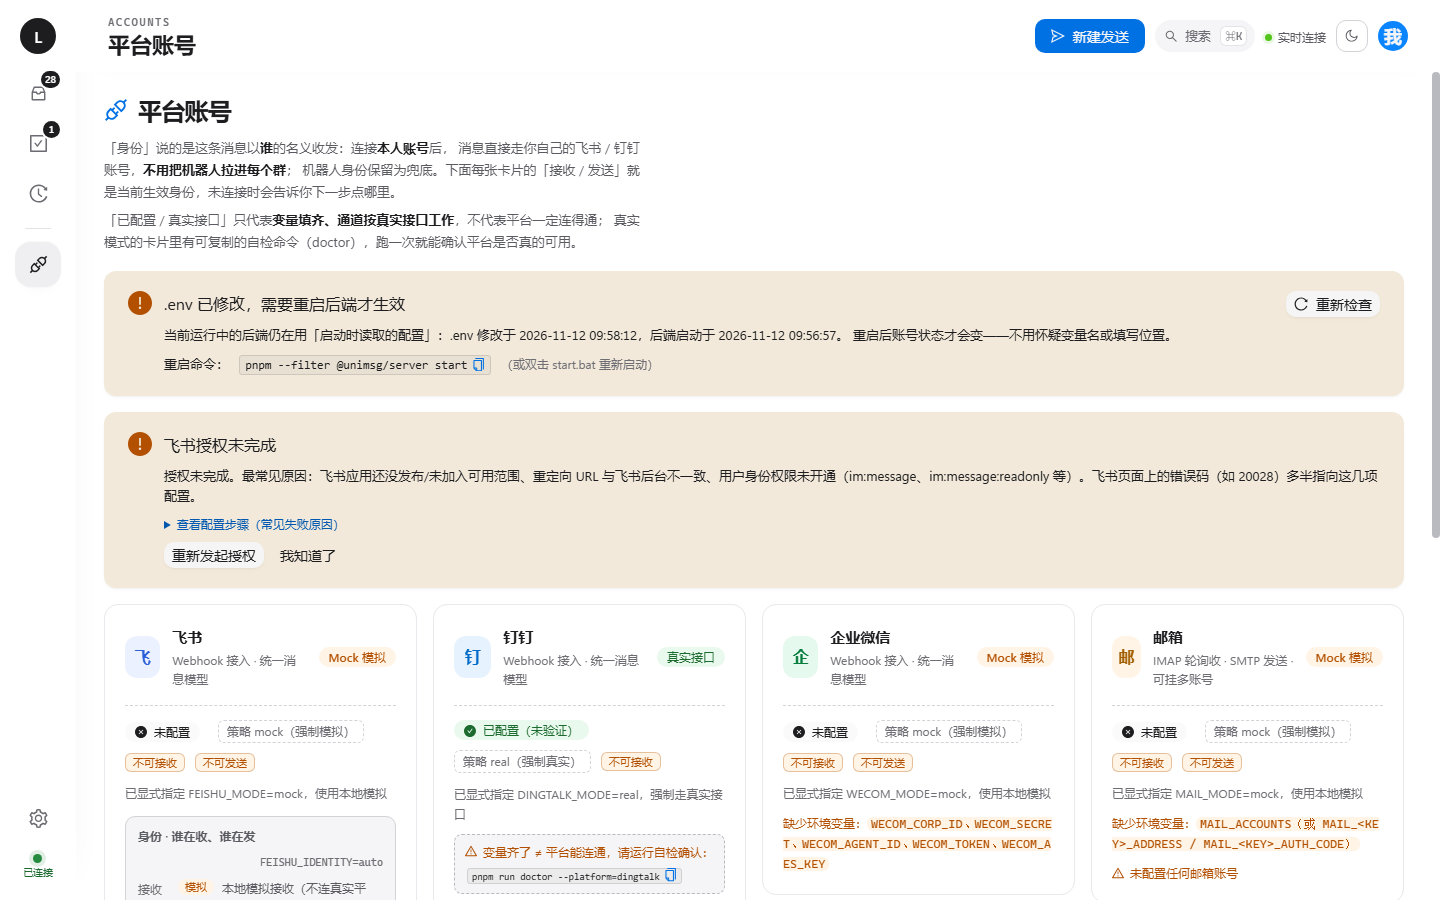 L
ACCOUNTS
平台账号
新建发送
搜索
⌘K
实时连接
我
28
1
已连接
平台账号
「身份」说的是这条消息以谁的名义收发：连接本人账号后， 消息直接走你自己的飞书 / 钉钉
账号，不用把机器人拉进每个群； 机器人身份保留为兜底。下面每张卡片的「接收 / 发送」就
是当前生效身份，未连接时会告诉你下一步点哪里。
「已配置 / 真实接口」只代表变量填齐、通道按真实接口工作，不代表平台一定连得通； 真实
模式的卡片里有可复制的自检命令（doctor），跑一次就能确认平台是否真的可用。
.env 已修改，需要重启后端才生效
重新检查
当前运行中的后端仍在用「启动时读取的配置」：.env 修改于 2026-11-12 09:58:12，后端启动于 2026-11-12 09:56:57。 重启后账号状态才会变——不用怀疑变量名或填写位置。
重启命令： pnpm --filter @unimsg/server start （或双击 start.bat 重新启动）
飞书授权未完成
授权未完成。最常见原因：飞书应用还没发布/未加入可用范围、重定向 URL 与飞书后台不一致、用户身份权限未开通（im:message、im:message:readonly 等）。飞书页面上的错误码（如 20028）多半指向这几项
配置。
查看配置步骤（常见失败原因）
重新发起授权 我知道了
飞
飞书
Webhook 接入 · 统一消
息模型
Mock 模拟
未配置 策略 mock（强制模拟）
不可接收 不可发送
已显式指定 FEISHU_MODE=mock，使用本地模拟
身份 · 谁在收、谁在发
FEISHU_IDENTITY=auto
接收 模拟 本地模拟接收（不连真实平
钉
钉钉
Webhook 接入 · 统一消息
模型
真实接口
已配置（未验证）
策略 real（强制真实） 不可接收
已显式指定 DINGTALK_MODE=real，强制走真实接
口
变量齐了 ≠ 平台能连通，请运行自检确认：
pnpm run doctor --platform=dingtalk
企
企业微信
Webhook 接入 · 统一消
息模型
Mock 模拟
未配置 策略 mock（强制模拟）
不可接收 不可发送
已显式指定 WECOM_MODE=mock，使用本地模拟
缺少环境变量： WECOM_CORP_ID、WECOM_SECRE
T、WECOM_AGENT_ID、WECOM_TOKEN、WECOM_A
ES_KEY
邮
邮箱
IMAP 轮询收 · SMTP 发送 ·
可挂多账号
Mock 模拟
未配置 策略 mock（强制模拟）
不可接收 不可发送
已显式指定 MAIL_MODE=mock，使用本地模拟
缺少环境变量： MAIL_ACCOUNTS（或 MAIL_<KE
Y>_ADDRESS / MAIL_<KEY>_AUTH_CODE）
未配置任何邮箱账号